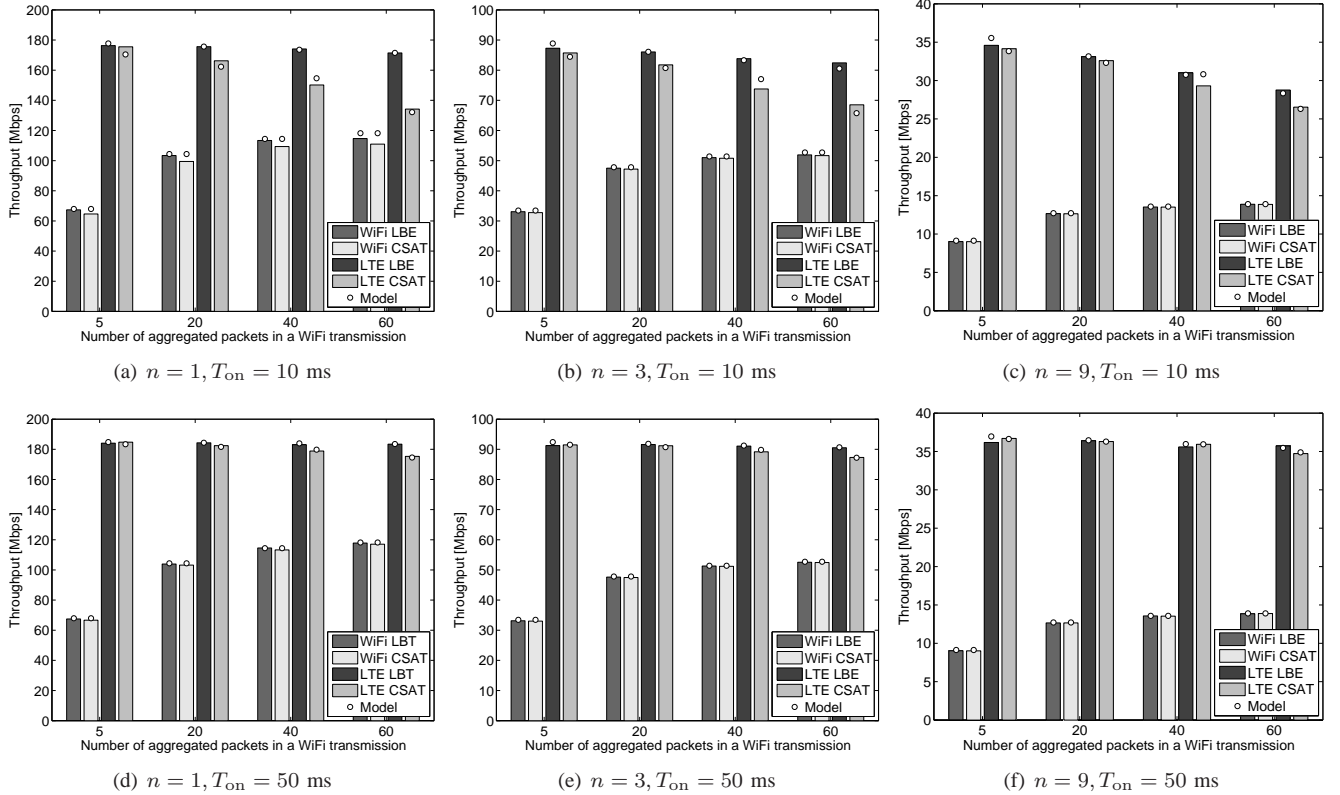 200
180
160
140
120
100
80
60
40
20
0
Throughput [Mbps]
5 20 40 60
Number of aggregated packets in a WiFi transmission
WiFi LBE
WiFi CSAT
LTE LBE
LTE CSAT
Model
(a) n = 1, Ton = 10 ms
100
90
80
70
60
50
40
30
20
10
0
Throughput [Mbps]
5 20 40 60
Number of aggregated packets in a WiFi transmission
WiFi LBE
WiFi CSAT
LTE LBE
LTE CSAT
Model
(b) n = 3, Ton = 10 ms
40
35
30
25
20
15
10
5
0
Throughput [Mbps]
5 20 40 60
Number of aggregated packets in a WiFi transmission
WiFi LBE
WiFi CSAT
LTE LBE
LTE CSAT
Model
(c) n = 9, Ton = 10 ms
200
180
160
140
120
100
80
60
40
20
0
Throughput [Mbps]
5 20 40 60
Number of aggregated packets in a WiFi transmission
WiFi LBT
WiFi CSAT
LTE LBT
LTE CSAT
Model
(d) n = 1, Ton = 50 ms
100
90
80
70
60
50
40
30
20
10
0
Throughput [Mbps]
5 20 40 60
Number of aggregated packets in a WiFi transmission
WiFi LBE
WiFi CSAT
LTE LBE
LTE CSAT
Model
(e) n = 3, Ton = 50 ms
40
35
30
25
20
15
10
5
0
Throughput [Mbps]
5 20 40 60
Number of aggregated packets in a WiFi transmission
WiFi LBE
WiFi CSAT
LTE LBE
LTE CSAT
Model
(f) n = 9, Ton = 50 ms